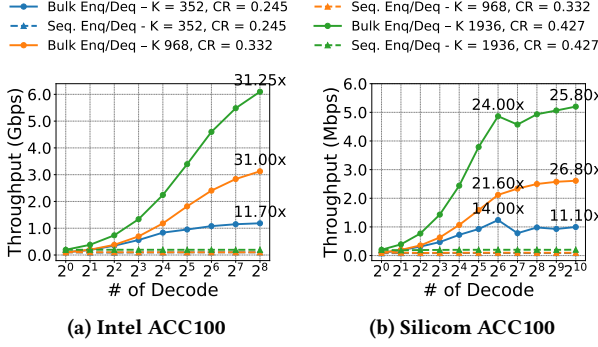 Bulk Enq/Deq – K = 352, CR = 0.245
Seq. Enq/Deq - K = 352, CR = 0.245
Bulk Enq/Deq – K 968, CR = 0.332
Seq. Enq/Deq - K = 968, CR = 0.332
Bulk Enq/Deq – K 1936, CR = 0.427
Seq. Enq/Deq – K = 1936, CR = 0.427
Throughput (Gbps)
6.0
5.0
4.0
3.0
2.0
1.0
0.0
31.25x
31.00x
11.70x
2^0 2^1 2^2 2^3 2^4 2^5 2^6 2^7 2^8
# of Decode
(a) Intel ACC100
Throughput (Mbps)
6.0
5.0
4.0
3.0
2.0
1.0
0.0
24.00x
25.80x
21.60x
26.80x
14.00x
11.10x
2^0 2^1 2^2 2^3 2^4 2^5 2^6 2^7 2^8 2^9 2^10
# of Decode
(b) Silicom ACC100